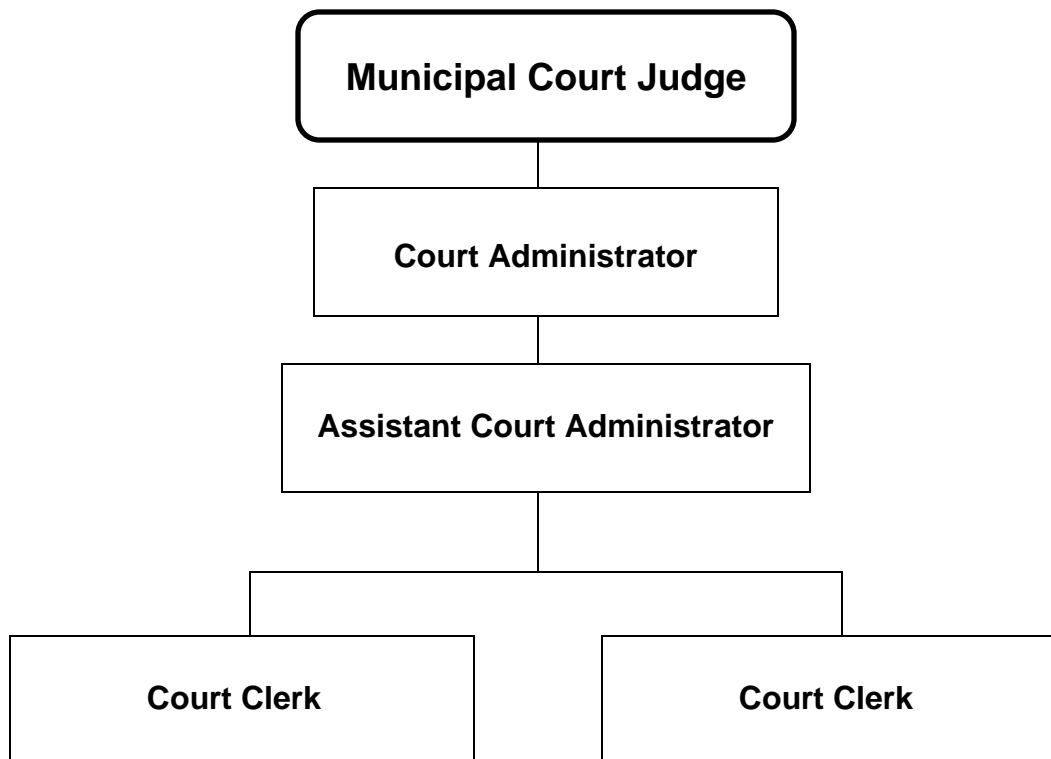 Municipal Court Judge
Court Administrator
Assistant Court Administrator
Court Clerk
Court Clerk